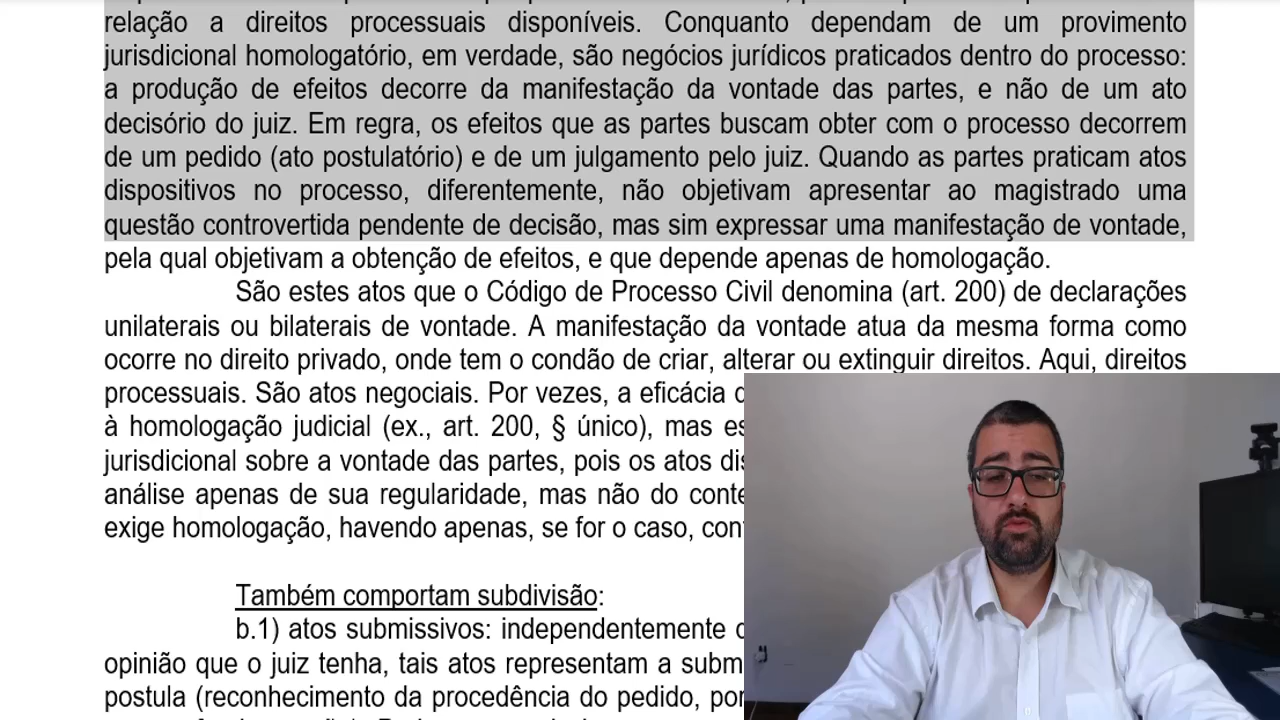 relação a direitos processuais disponíveis. Conquanto dependam de um provimento
jurisdicional homologatório, em verdade, são negócios jurídicos praticados dentro do processo:
a produção de efeitos decorre da manifestação da vontade das partes, e não de um ato
decisório do juiz. Em regra, os efeitos que as partes buscam obter com o processo decorrem
de um pedido (ato postulatório) e de um julgamento pelo juiz. Quando as partes praticam atos
dispositivos no processo, diferentemente, não objetivam apresentar ao magistrado uma
questão controvertida pendente de decisão, mas sim expressar uma manifestação de vontade,
pela qual objetivam a obtenção de efeitos, e que depende apenas de homologação.
São estes atos que o Código de Processo Civil denomina (art. 200) de declarações
unilaterais ou bilaterais de vontade. A manifestação da vontade atua da mesma forma como
ocorre no direito privado, onde tem o condão de criar, alterar ou extinguir direitos. Aqui, direitos
processuais. São atos negociais. Por vezes, a eficácia
à homologação judicial (ex., art. 200, § único), mas
jurisdicional sobre a vontade das partes, pois os atos
análise apenas de sua regularidade, mas não do
exige homologação, havendo apenas, se for o caso,
Também comportam subdivisão:
b.1) atos submissivos: independentemente
opinião que o juiz tenha, tais atos representam a
postula (reconhecimento da procedência do pedido,